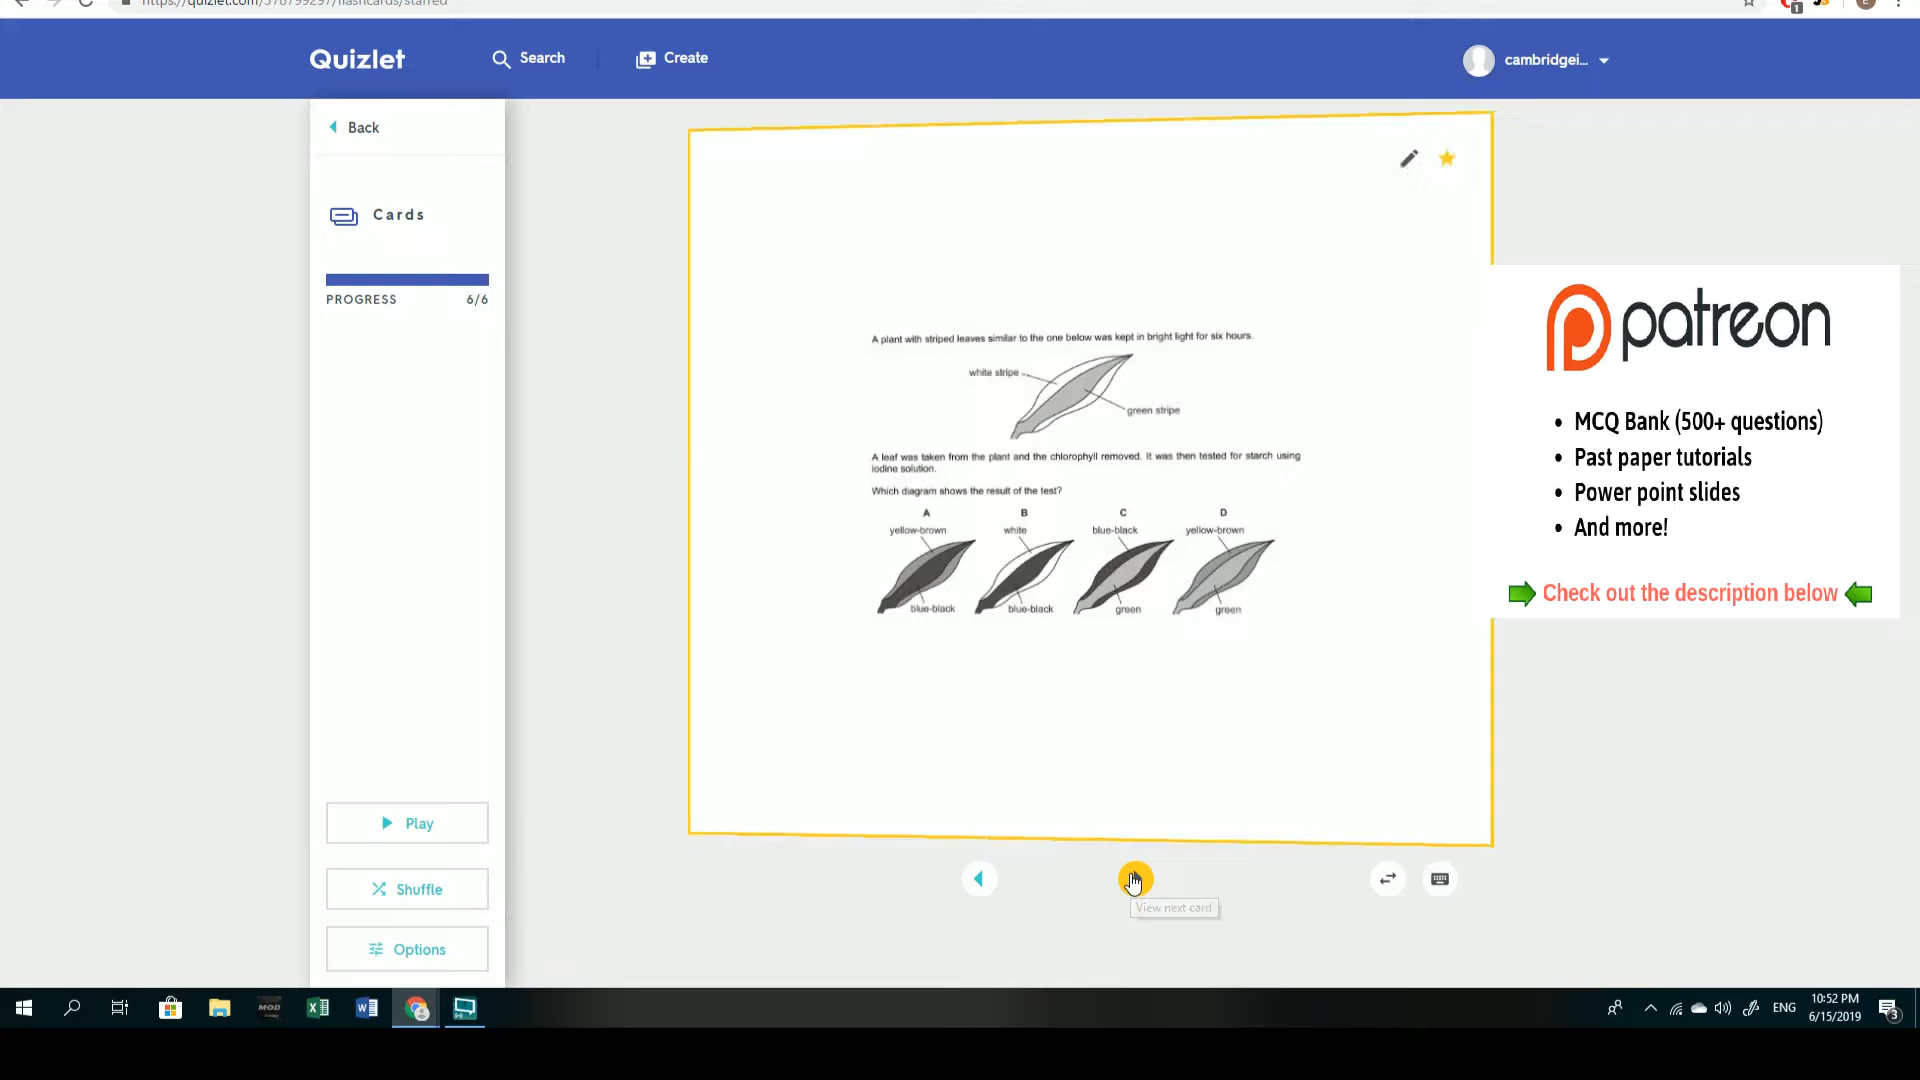 Quizlet
Search
Create
cambridgei...
Back
Cards
PROGRESS 6/6
Play
Shuffle
Options
A plant with striped leaves similar to the one below was kept in bright light for six hours.
white stripe
green stripe
A leaf was taken from the plant and the chlorophyll removed. It was then tested for starch using
iodine solution.
Which diagram shows the result of the test?
A B C D
yellow-brown white blue-black yellow-brown
blue-black blue-black green green
View next card
patreon
• MCQ Bank (500+ questions)
• Past paper tutorials
• Power point slides
• And more!
Check out the description below
ENG
10:52 PM
6/15/2019
3